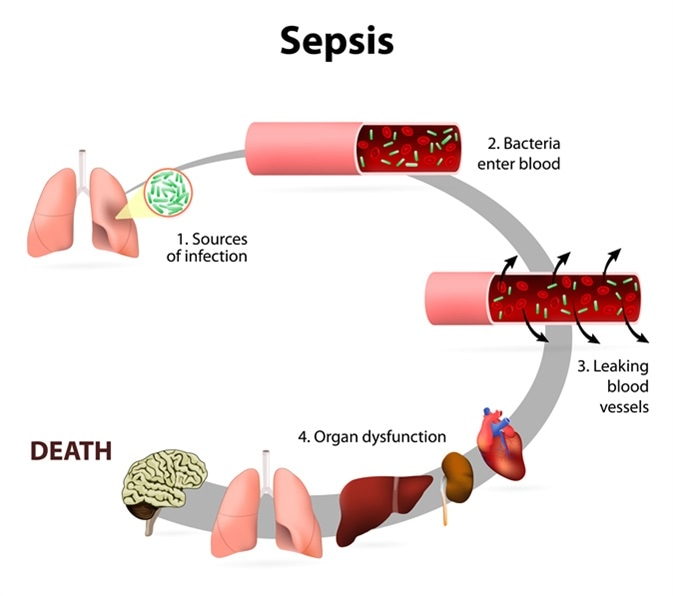 Sepsis
2. Bacteria
enter blood
1. Sources
of infection
3. Leaking
blood
vessels
4. Organ dysfunction
DEATH